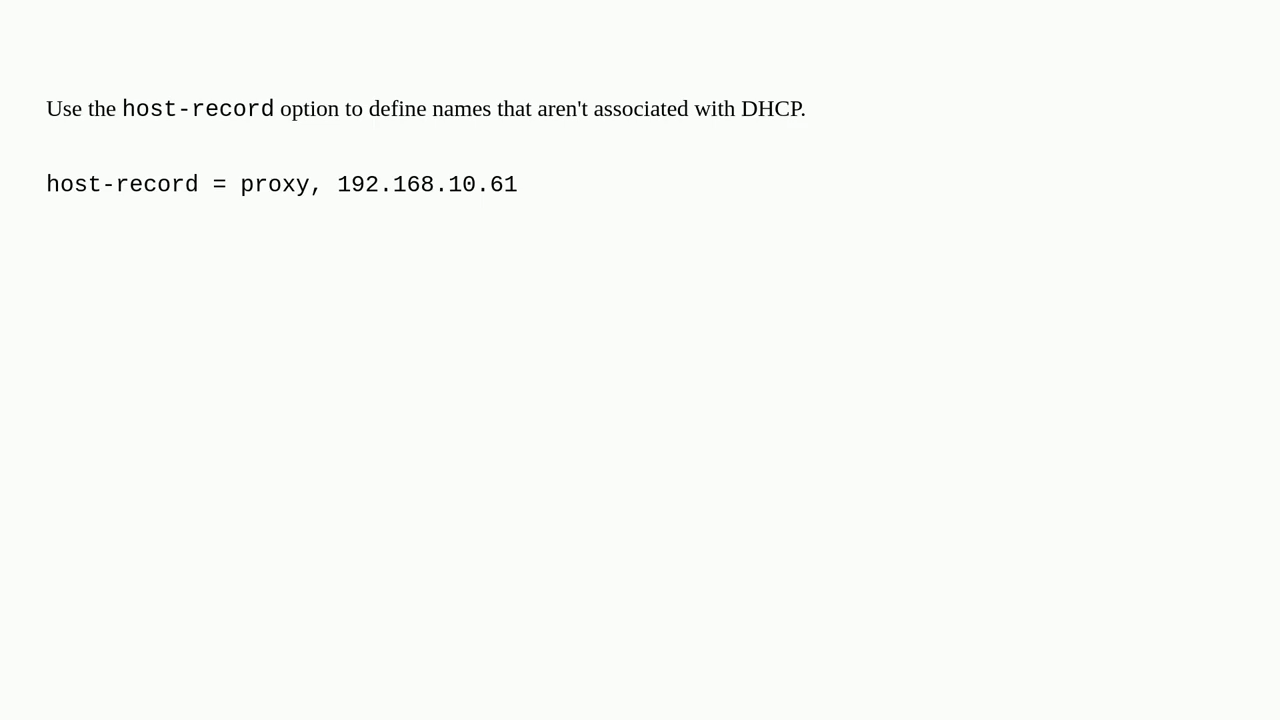 Use the host-record option to define names that aren't associated with DHCP.
host-record = proxy, 192.168.10.61